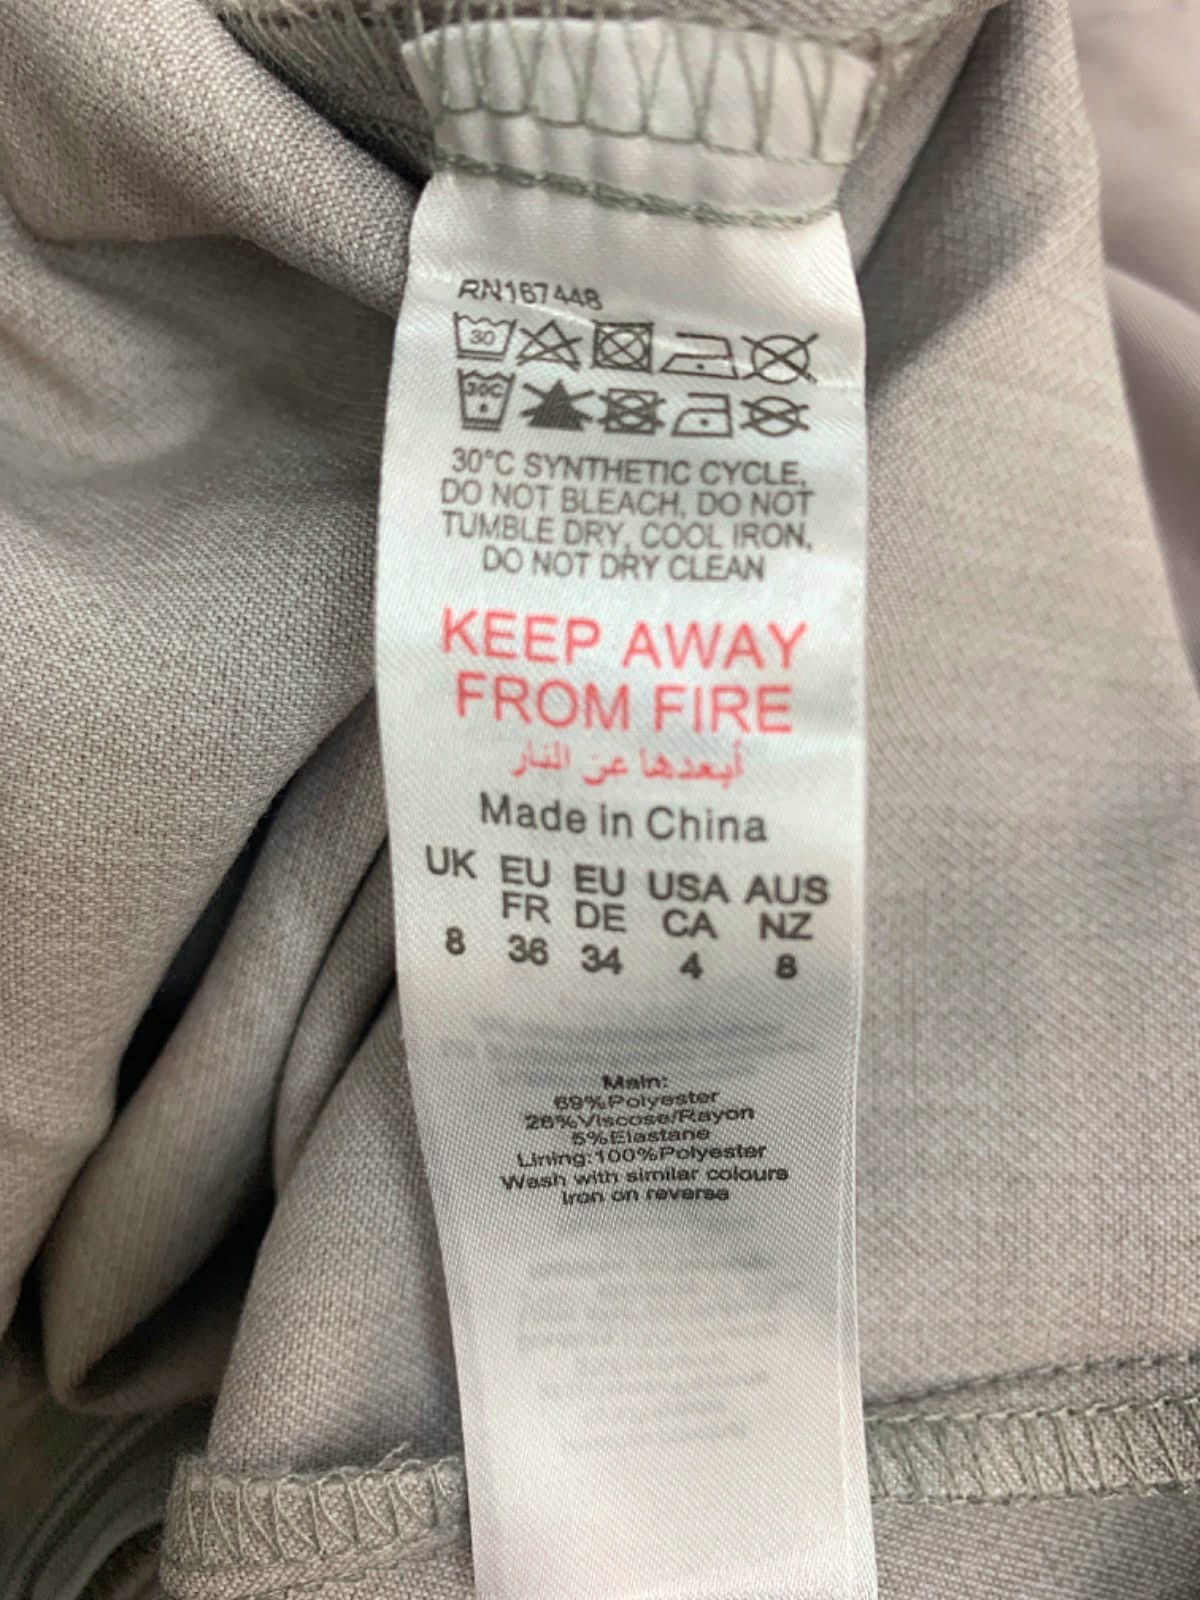 RN167448
30
30C
30°C SYNTHETIC CYCLE,
DO NOT BLEACH, DO NOT
TUMBLE DRY, COOL IRON,
DO NOT DRY CLEAN
KEEP AWAY
FROM FIRE
أبعدها عن النار
Made in China
UK EU EU USA AUS
FR DE CA NZ
8 36 34 4 8
Main:
69%Polyester
26%Viscose/Rayon
5%Elastane
Lining:100%Polyester
Wash with similar colours
Iron on reverse